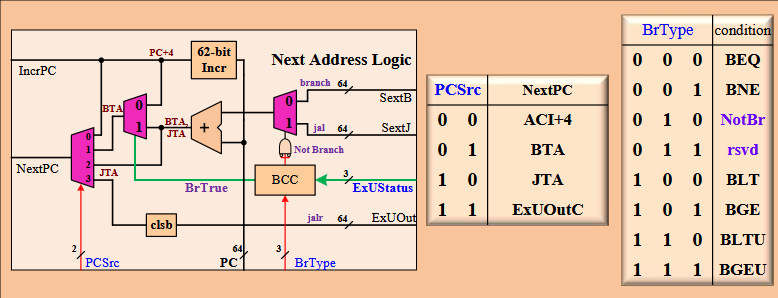 PC+4
62-bit
Incr
Next Address Logic
IncrPC
branch 64
SextB
BTA
0
1
BTA,
JTA
+
0
1
jal 64
SextJ
0
1
2
3
NextPC
JTA
Not Branch
BrTrue
BCC
3
ExUStatus
clsb
jalr 64
ExUOut
2
PCSrc
64
PC
3
BrType
PCSrc NextPC
0 0 ACI+4
0 1 BTA
1 0 JTA
1 1 ExUOutC
BrType condition
0 0 0 BEQ
0 0 1 BNE
0 1 0 NotBr
0 1 1 rsvd
1 0 0 BLT
1 0 1 BGE
1 1 0 BLTU
1 1 1 BGEU